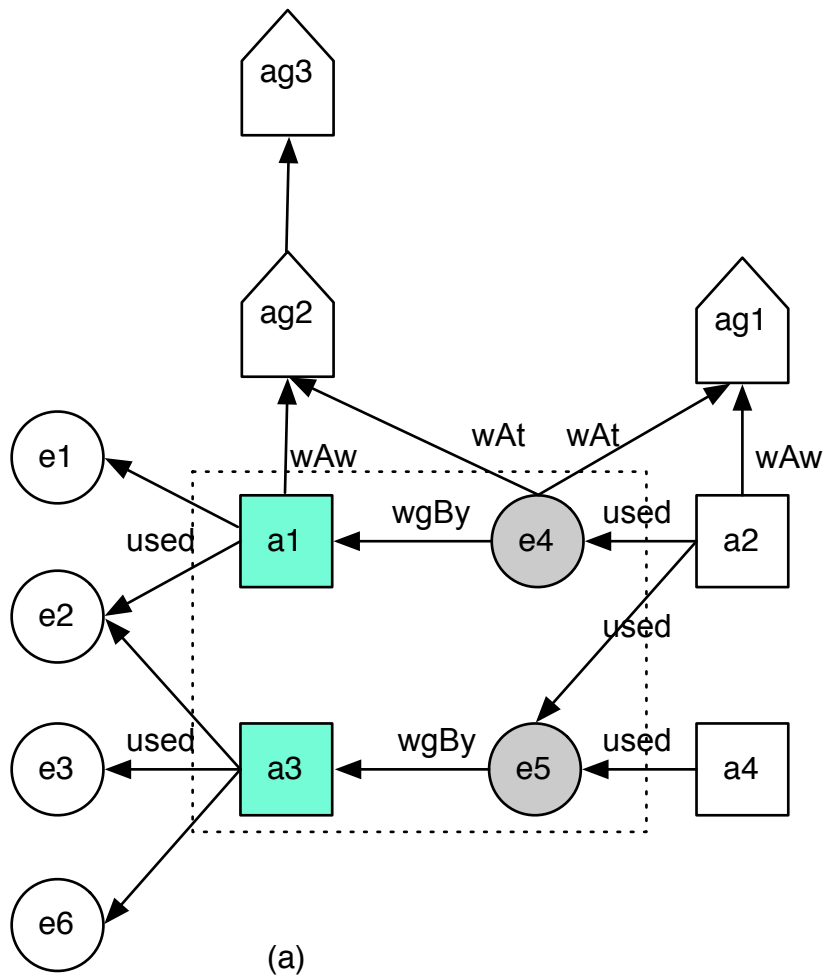 ag3
ag2
ag1
wAt wAt
e1 wAw wAw
used a1 wgBy e4 used a2
e2 used
used wgBy used
e3 a3 e5 a4
e6
(a)